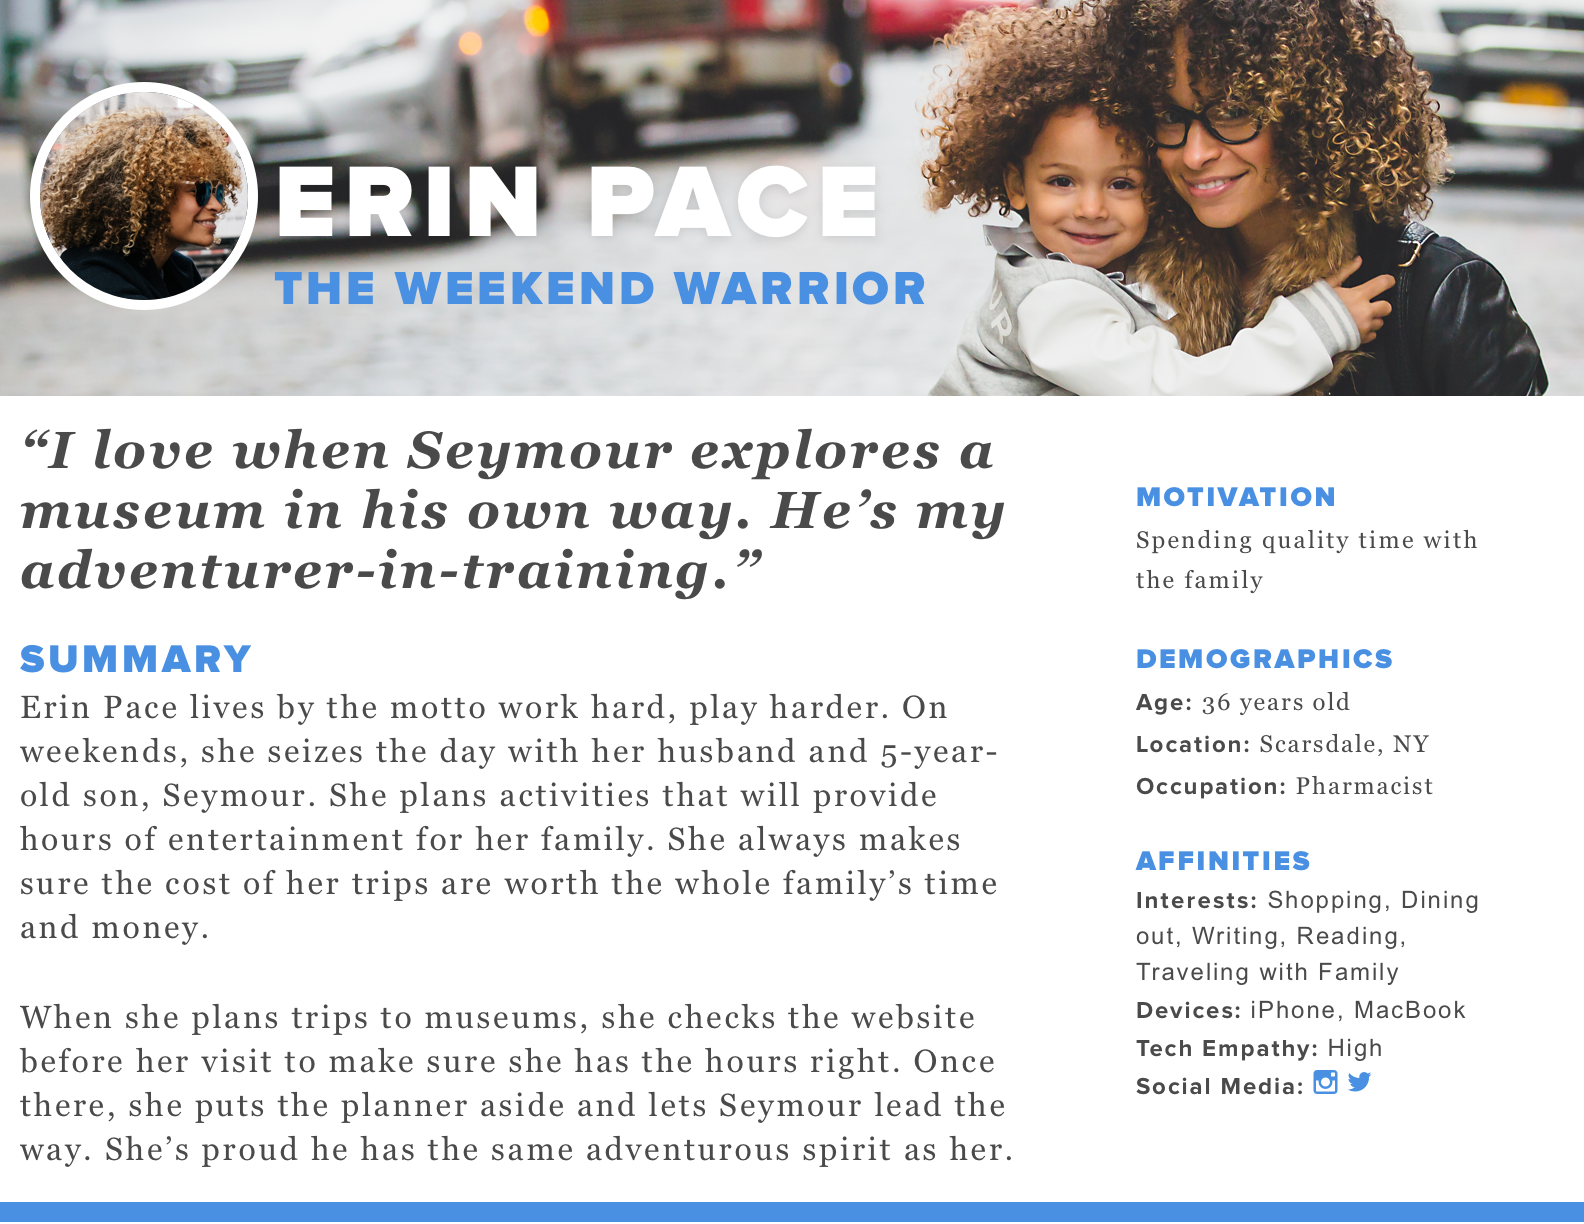 ERIN PACE
THE WEEKEND WARRIOR
“I love when Seymour explores a
museum in his own way. He’s my
adventurer-in-training.”
SUMMARY
Erin Pace lives by the motto work hard, play harder. On
weekends, she seizes the day with her husband and 5-year-
old son, Seymour. She plans activities that will provide
hours of entertainment for her family. She always makes
sure the cost of her trips are worth the whole family’s time
and money.
When she plans trips to museums, she checks the website
before her visit to make sure she has the hours right. Once
there, she puts the planner aside and lets Seymour lead the
way. She’s proud he has the same adventurous spirit as her.
MOTIVATION
Spending quality time with
the family
DEMOGRAPHICS
Age: 36 years old
Location: Scarsdale, NY
Occupation: Pharmacist
AFFINITIES
Interests: Shopping, Dining
out, Writing, Reading,
Traveling with Family
Devices: iPhone, MacBook
Tech Empathy: High
Social Media: